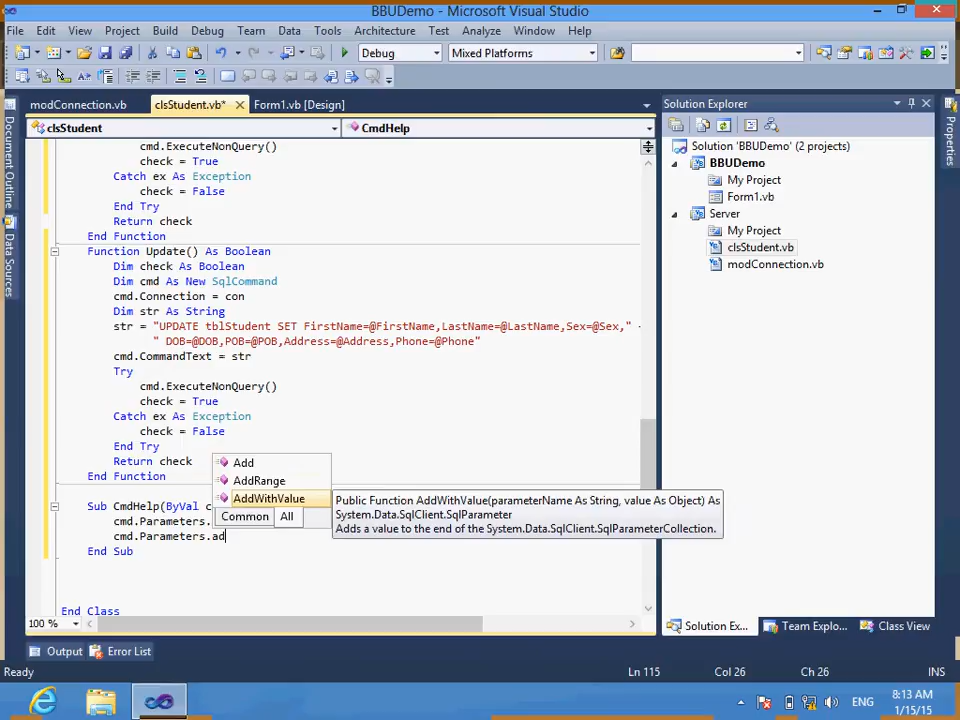 BBUDemo - Microsoft Visual Studio
File Edit View Project Build Debug Team Data Tools Architecture Test Analyze Window Help
Debug Mixed Platforms
modConnection.vb clsStudent.vb* Form1.vb [Design]
clsStudent CmdHelp
cmd.ExecuteNonQuery()
check = True
Catch ex As Exception
check = False
End Try
Return check
End Function
Function Update() As Boolean
Dim check As Boolean
Dim cmd As New SqlCommand
cmd.Connection = con
Dim str As String
str = "UPDATE tblStudent SET FirstName=@FirstName,LastName=@LastName,Sex=@Sex,"
" DOB=@DOB,POB=@POB,Address=@Address,Phone=@Phone"
cmd.CommandText = str
Try
cmd.ExecuteNonQuery()
check = True
Catch ex As Exception
check = False
End Try
Return check
End Function
Sub CmdHelp(ByVal c
cmd.Parameters.
cmd.Parameters.ad
End Sub
End Class
Add
AddRange
AddWithValue
Common All
Public Function AddWithValue(parameterName As String, value As Object) As
System.Data.SqlClient.SqlParameter
Adds a value to the end of the System.Data.SqlClient.SqlParameterCollection.
100 %
Document Outline
Data Sources
Solution Explorer
Solution 'BBUDemo' (2 projects)
BBUDemo
My Project
Form1.vb
Server
My Project
clsStudent.vb
modConnection.vb
Properties
Solution Ex... Team Explo... Class View
Output Error List
Ready Ln 115 Col 26 Ch 26 INS
ENG
8:13 AM
1/15/15